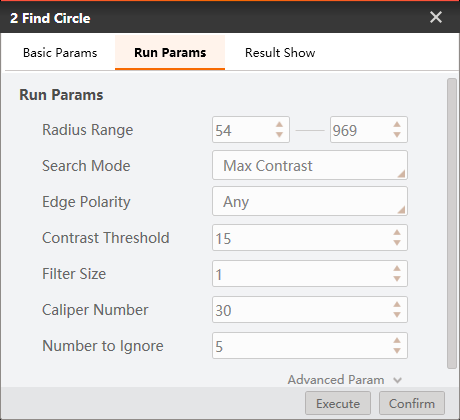 2 Find Circle
Basic Params Run Params Result Show
Run Params
Radius Range 54 969
Search Mode Max Contrast
Edge Polarity Any
Contrast Threshold 15
Filter Size 1
Caliper Number 30
Number to Ignore 5
Advanced Param
Execute Confirm